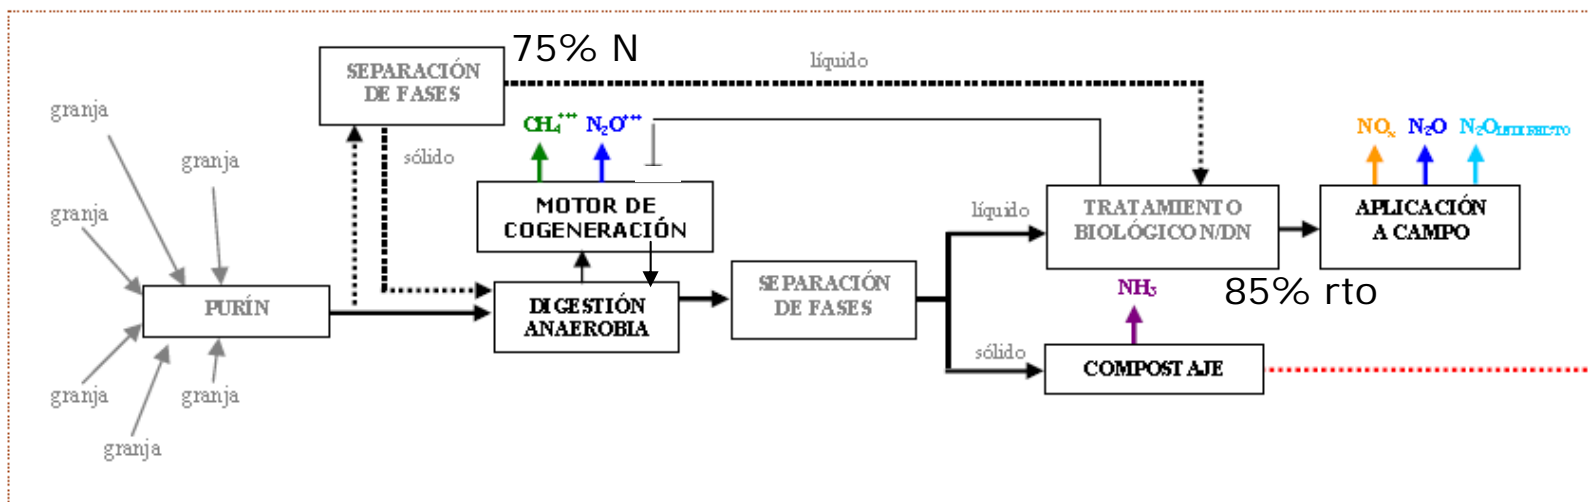 75% N
SEPARACIÓN
DE FASES
líquido
granja
granja
granja
sólido
CH₄⁺⁺⁺
N₂O⁺⁺⁺
NOₓ
N₂O
N₂O
MOTOR DE
COGENERACIÓN
líquido
TRATAMIENTO
BIOLÓGICO N/DN
APLICACIÓN
A CAMPO
PURÍN
DIGESTIÓN
ANAEROBIA
SEPARACIÓN
DE FASES
NH₃
85% rto
sólido
COMPOSTAJE
granja
granja
granja